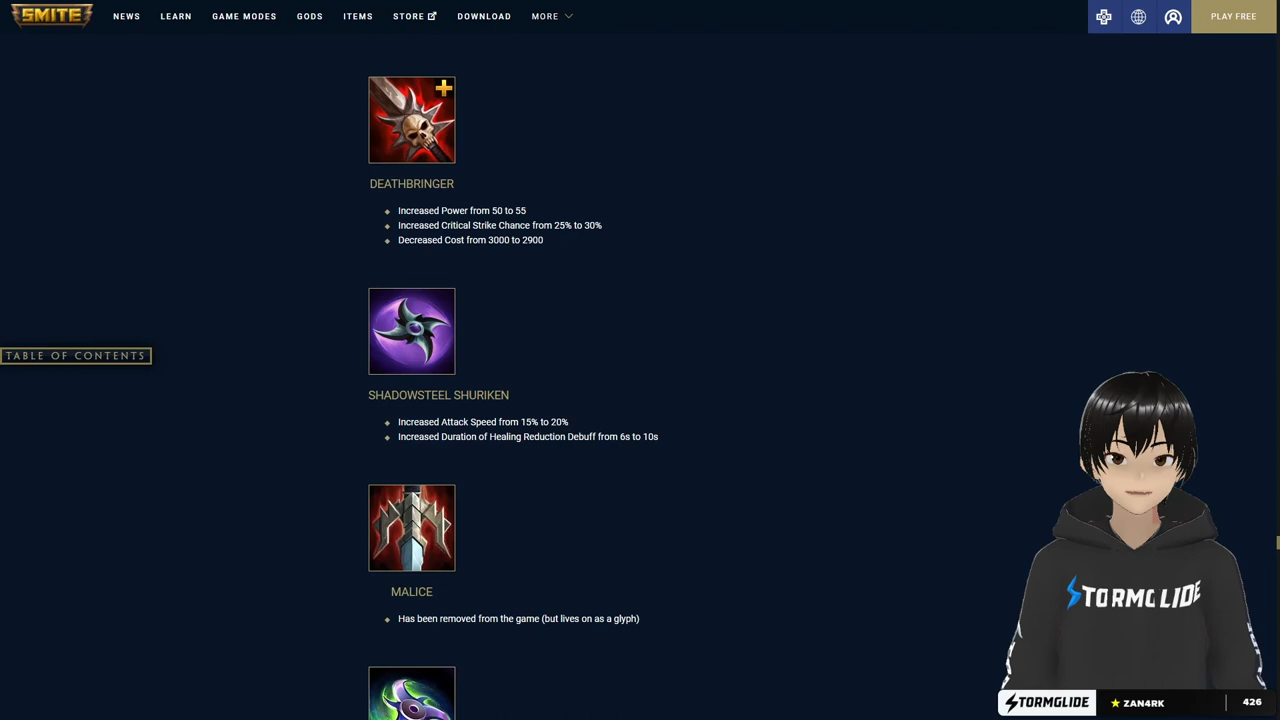 SMITE
NEWS LEARN GAME MODES GODS ITEMS STORE DOWNLOAD MORE PLAY FREE
DEATHBRINGER
Increased Power from 50 to 55
Increased Critical Strike Chance from 25% to 30%
Decreased Cost from 3000 to 2900
TABLE OF CONTENTS
SHADOWSTEEL SHURIKEN
Increased Attack Speed from 15% to 20%
Increased Duration of Healing Reduction Debuff from 6s to 10s
MALICE
Has been removed from the game (but lives on as a glyph)
STORMGLIDE
STORMGLIDE ZAN4RK 426